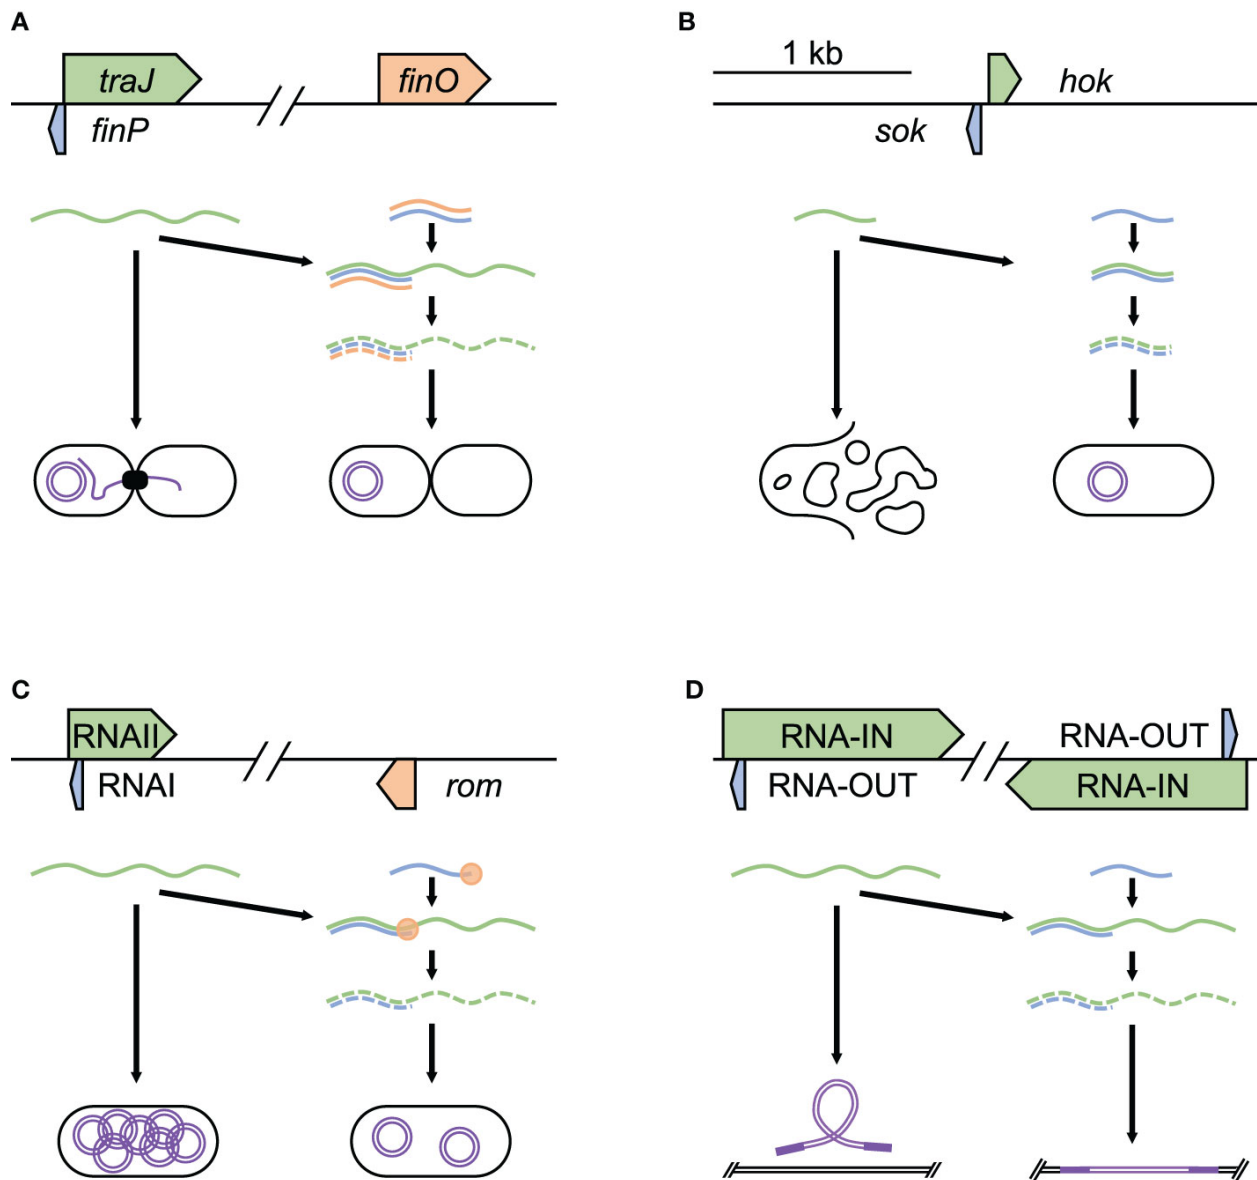 A
traJ
finO
finP
B
1 kb
hok
sok
C
RNAII
RNAI
rom
D
RNA-IN
RNA-OUT
RNA-OUT
RNA-IN